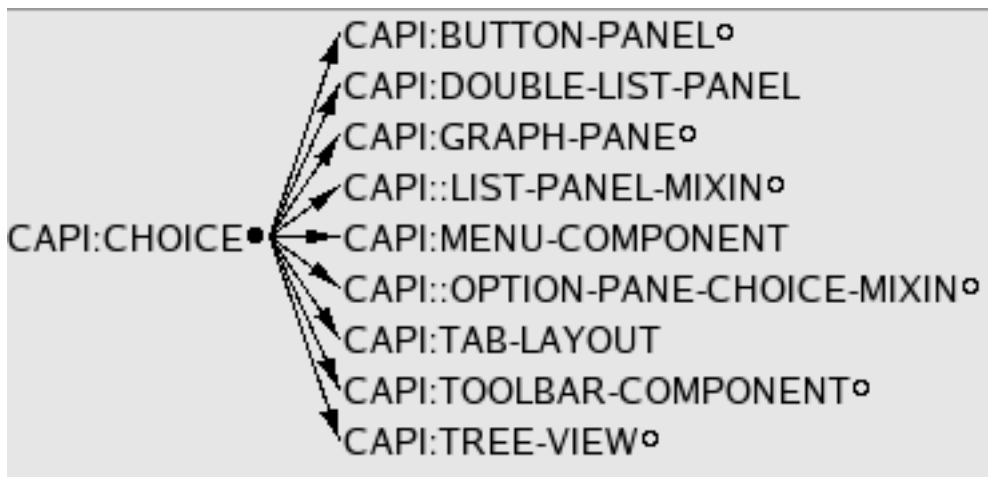 CAPI:BUTTON-PANEL
CAPI:DOUBLE-LIST-PANEL
CAPI:GRAPH-PANE
CAPI::LIST-PANEL-MIXIN
CAPI:CHOICE
CAPI:MENU-COMPONENT
CAPI::OPTION-PANE-CHOICE-MIXIN
CAPI:TAB-LAYOUT
CAPI:TOOLBAR-COMPONENT
CAPI:TREE-VIEW